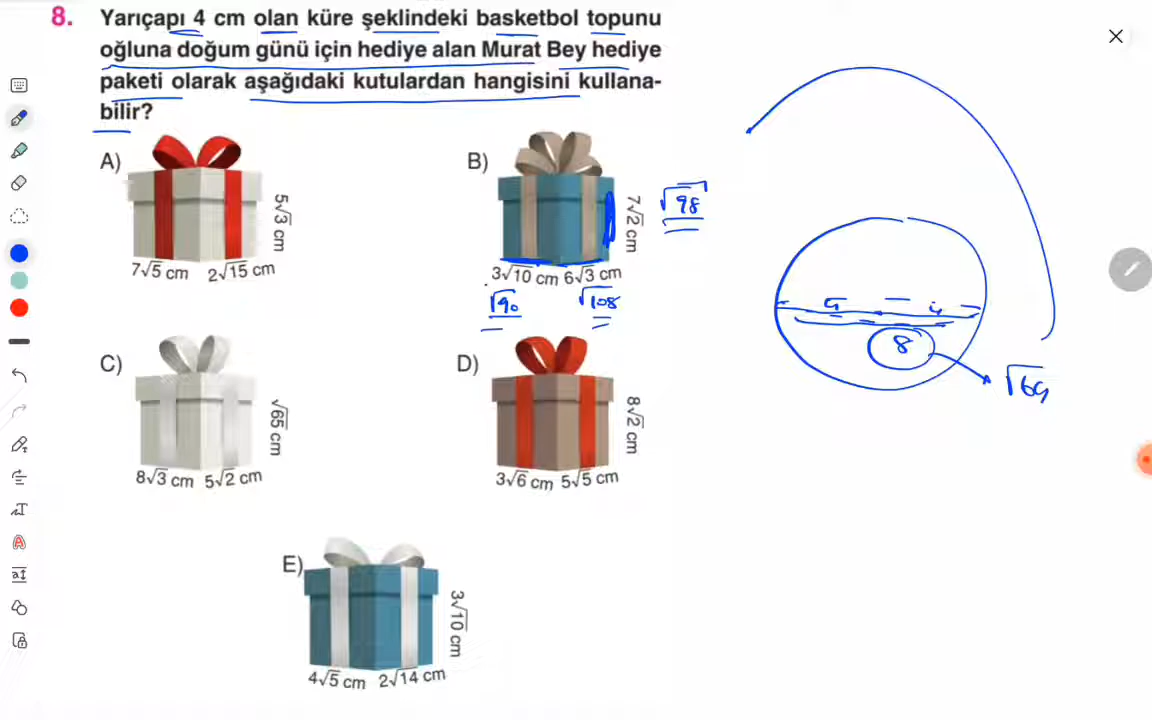 8. Yarıçapı 4 cm olan küre şeklindeki basketbol topunu
oğluna doğum günü için hediye alan Murat Bey hediye
paketi olarak aşağıdaki kutulardan hangisini kullana-
bilir?
A)
5√3 cm
7√5 cm 2√15 cm
B)
7√2 cm
√98
3√10 cm 6√3 cm
√90 √108
C)
√65 cm
8√3 cm 5√2 cm
D)
8√2 cm
3√6 cm 5√5 cm
E)
3√10 cm
4√5 cm 2√14 cm
4 4
8
√64